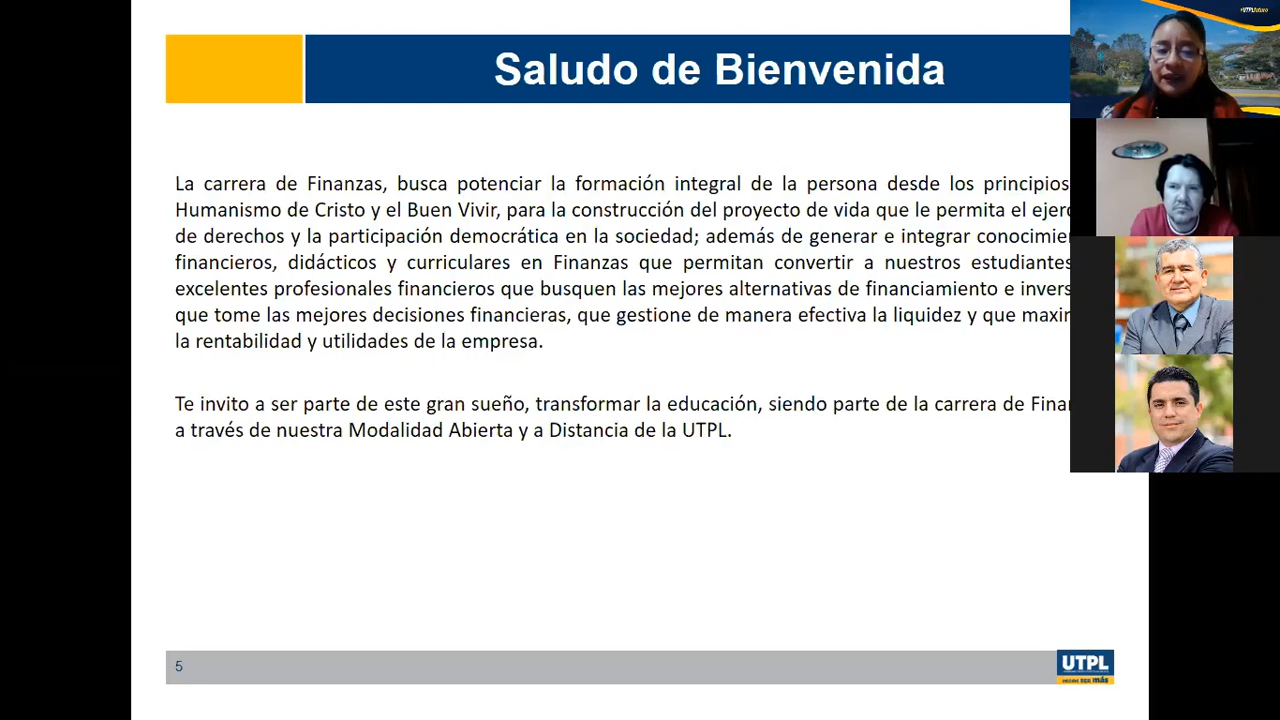 Saludo de Bienvenida
#UTPLfuturo
La carrera de Finanzas, busca potenciar la formación integral de la persona desde los principios
Humanismo de Cristo y el Buen Vivir, para la construcción del proyecto de vida que le permita el
de derechos y la participación democrática en la sociedad; además de generar e integrar
financieros, didácticos y curriculares en Finanzas que permitan convertir a nuestros estudiantes
excelentes profesionales financieros que busquen las mejores alternativas de financiamiento e
que tome las mejores decisiones financieras, que gestione de manera efectiva la liquidez y que
la rentabilidad y utilidades de la empresa.
Te invito a ser parte de este gran sueño, transformar la educación, siendo parte de la carrera de
a través de nuestra Modalidad Abierta y a Distancia de la UTPL.
5
UTPL
más